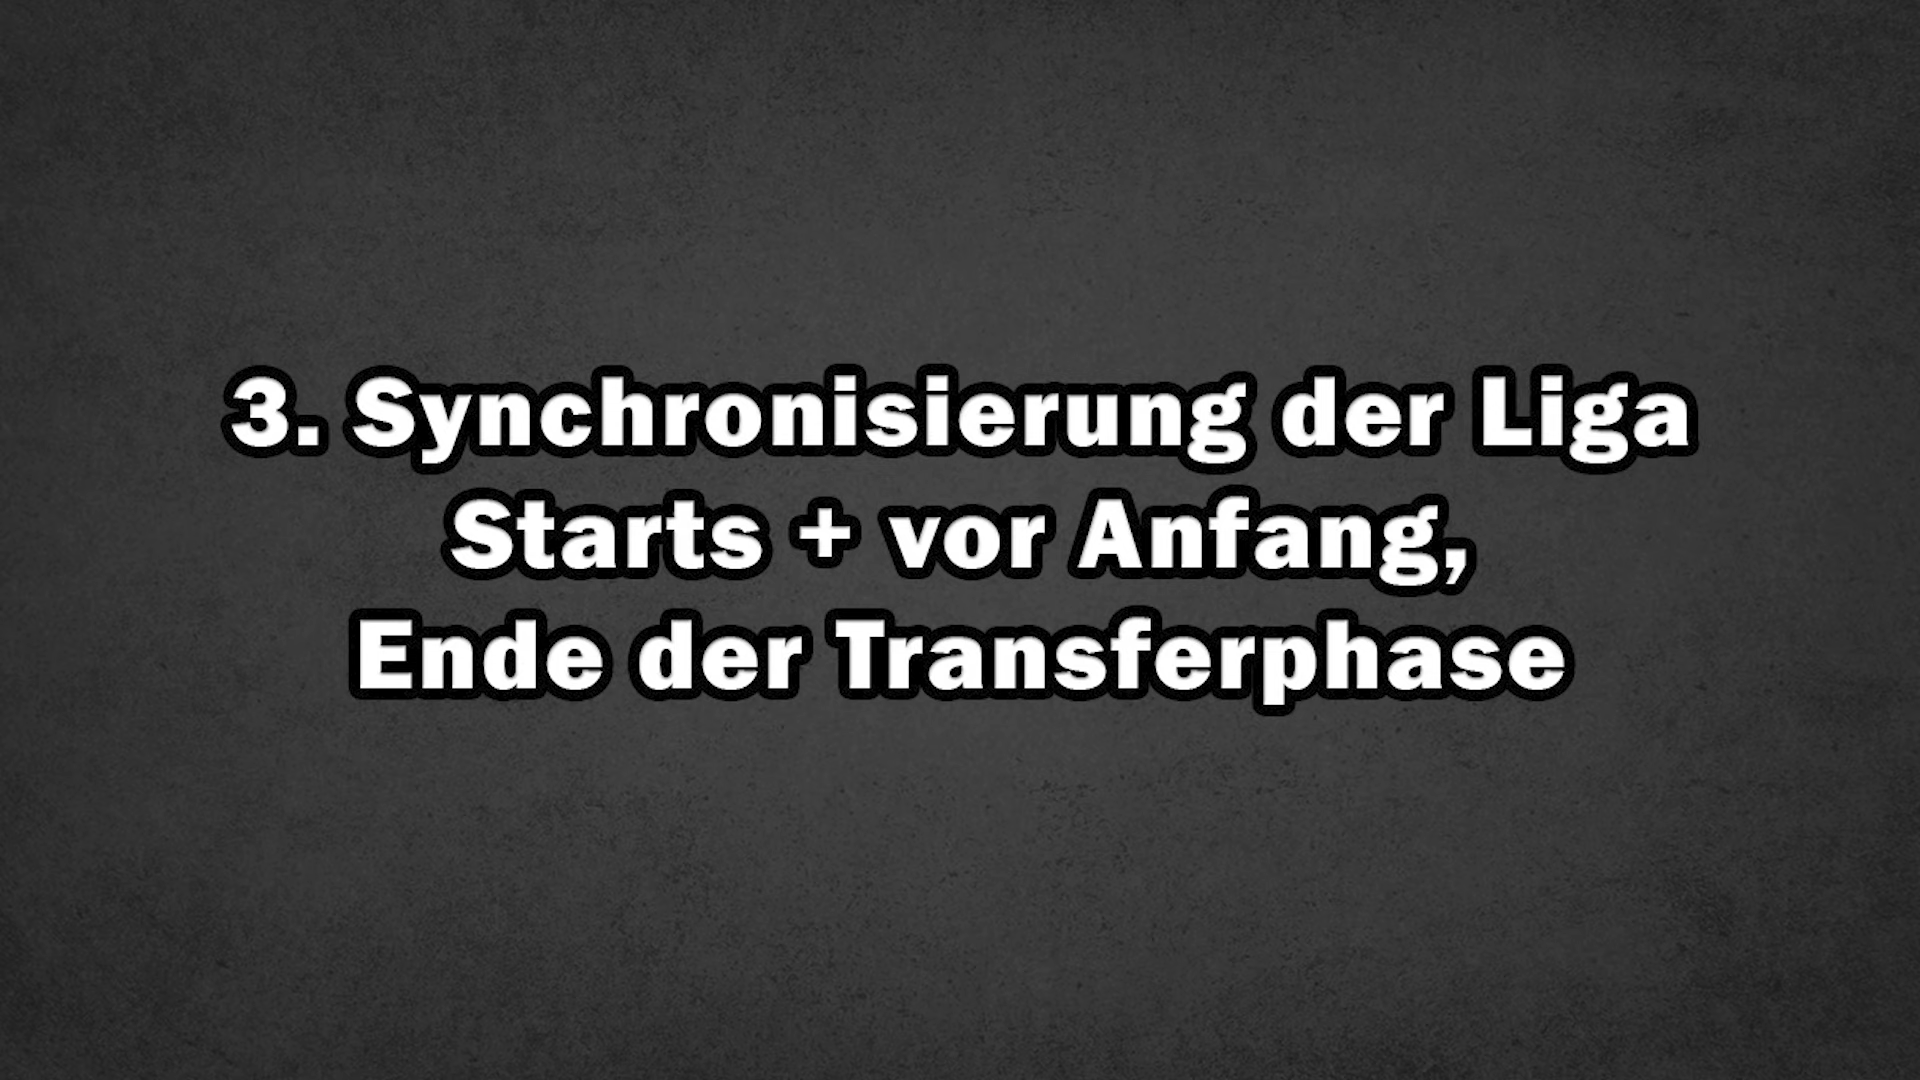 3. Synchronisierung der Liga
Starts + vor Anfang,
Ende der Transferphase